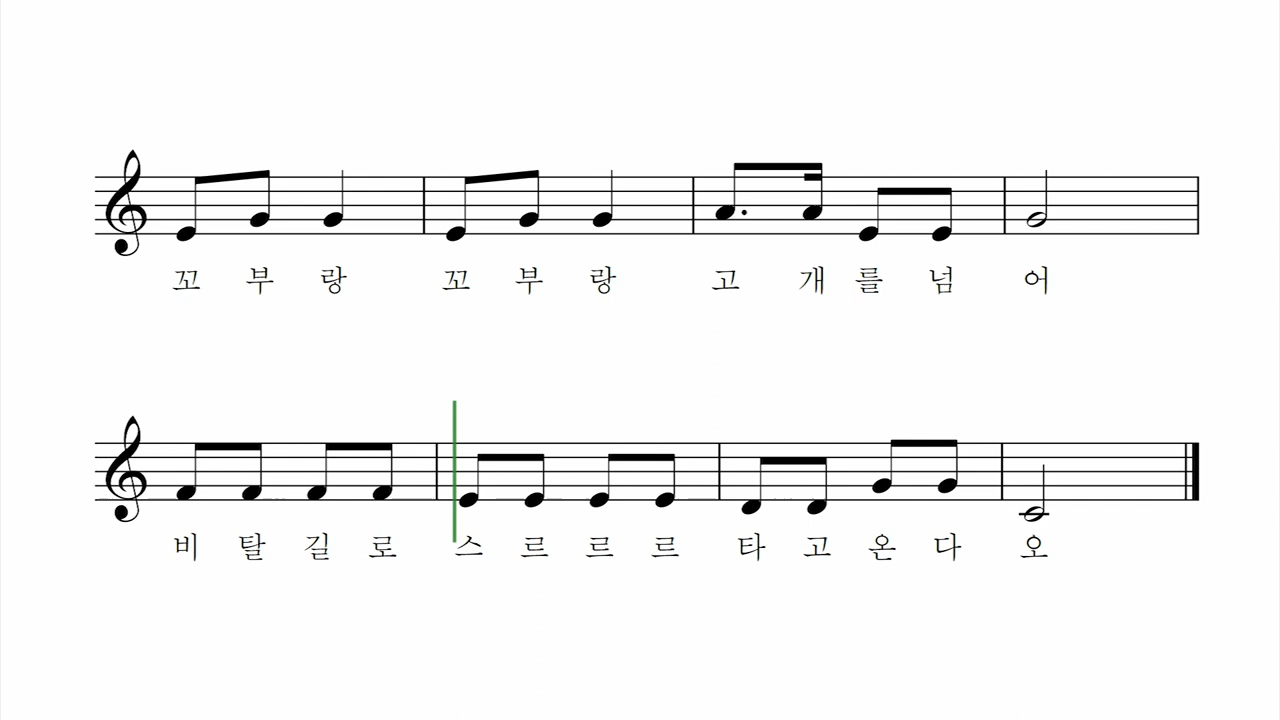 꼬 부 랑 꼬 부 랑 고 개 를 넘 어
비 탈 길 로 스 르 르 르 타 고 온 다 오